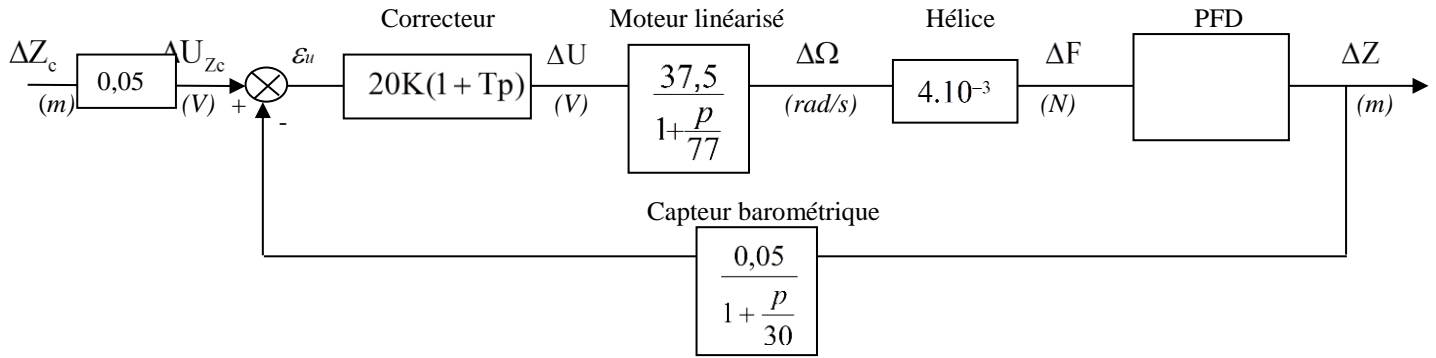 Correcteur
Moteur linéarisé
Hélice
PFD
ΔZc
0,05
ΔUZc
εu
20K(1 + Tp)
ΔU
37,5
1+ p/77
ΔΩ
4.10⁻³
ΔF
ΔZ
(m)
(V)
+
-
(V)
(rad/s)
(N)
(m)
Capteur barométrique
0,05
1 + p/30